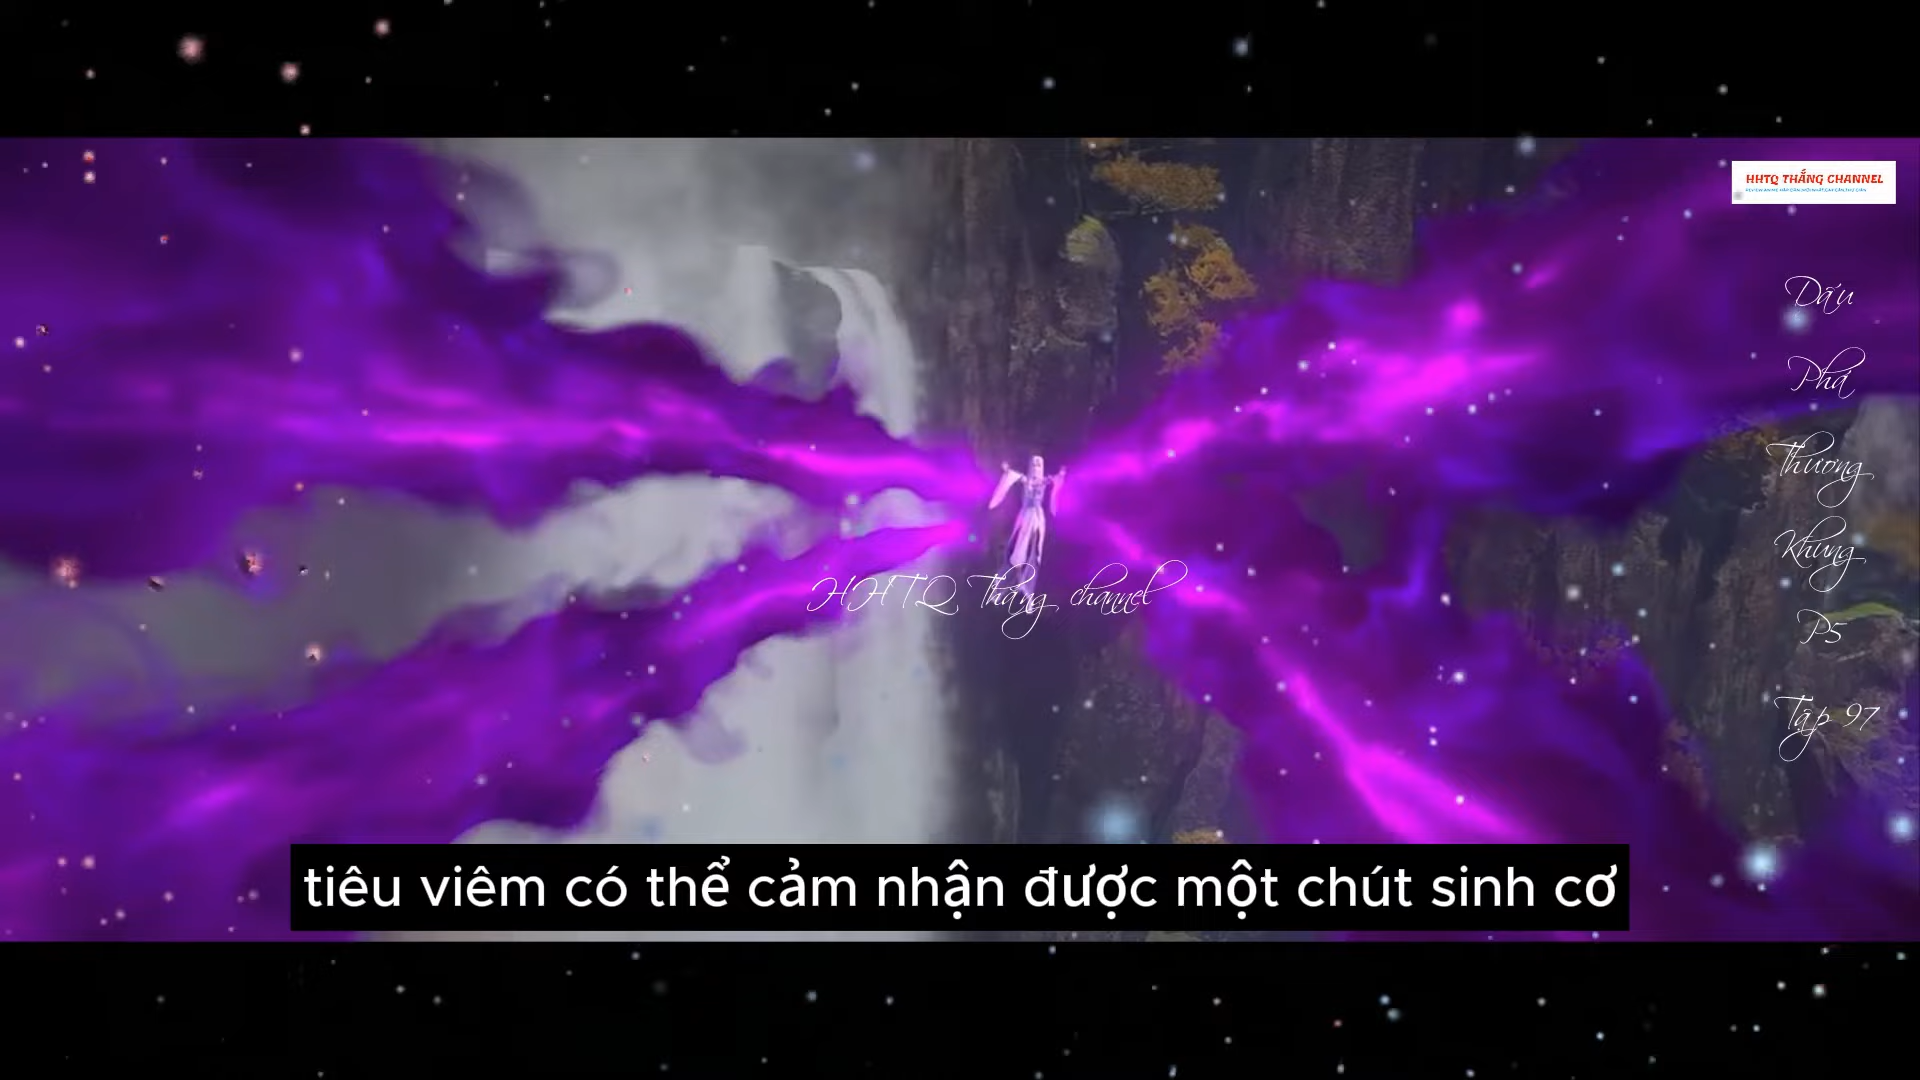 HHTQ THẮNG CHANNEL
Dấu
Phá
Thương
Khung
P5
Tập 97
HHTQ Thắng channel
tiêu viêm có thể cảm nhận được một chút sinh cơ